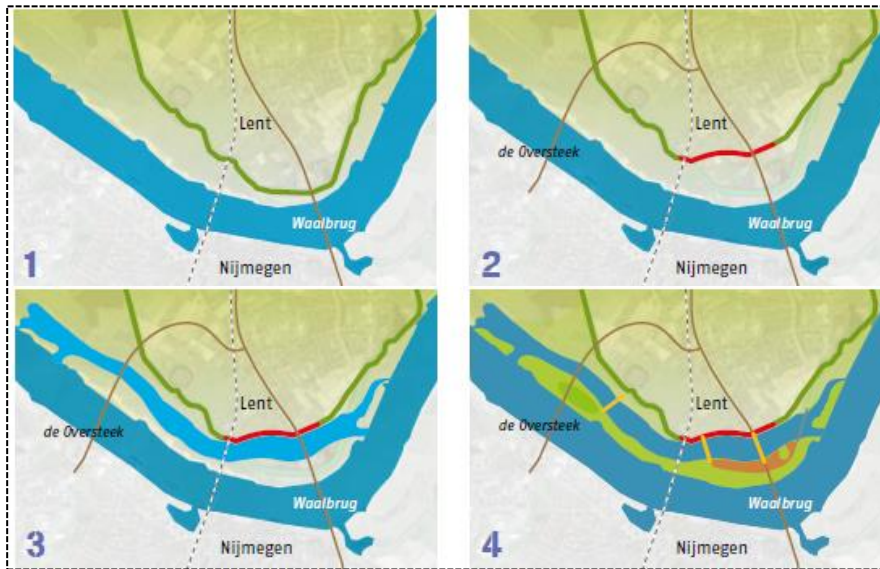 Lent
Waalbrug
1
Nijmegen
Lent
de Oversteek
Waalbrug
2
Nijmegen
Lent
de Oversteek
Waalbrug
3
Nijmegen
Lent
de Oversteek
Waalbrug
4
Nijmegen